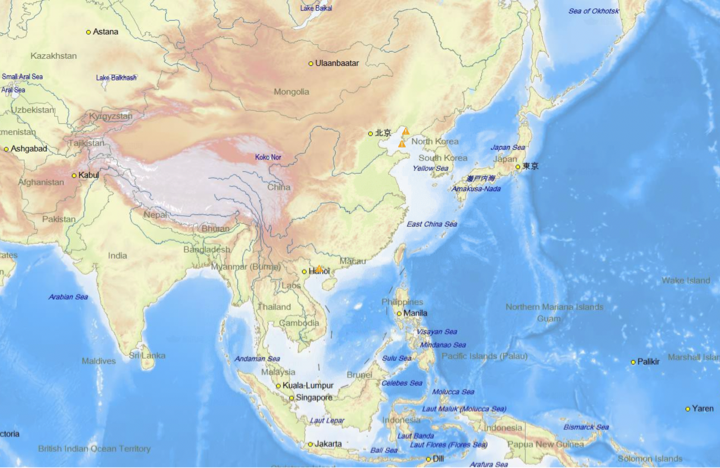 Lake Baikal
Sea of Okhotsk
Astana
Kazakhstan
Ulaanbaatar
Small Aral Sea
Lake Balkhash
Aral Sea
Mongolia
Uzbekistan
Kyrgyzstan
北京
North Korea
Tajikistan
Ashgabad
Japan Sea
Koko Nor
South Korea
Japan
東京
Yellow Sea
Kabul
瀬戸内海
Afghanistan
China
Amakusa-Nada
Nepal
Pakistan
East China Sea
Bhutan
India
Bangladesh
Macau
Myanmar (Burma)
Hanoi
Wake Island
Laos
Arabian Sea
Philippines
Thailand
Northern Mariana Islands
Manila
Guam
Cambodia
Visayan Sea
Mindanao Sea
Sri Lanka
Pacific Islands (Palau)
Maldives
Andaman Sea
Sulu Sea
Palikir
Malaysia
Brunei
Kuala-Lumpur
Celebes Sea
Molucca Sea
Singapore
Laut Maluk (Molucca Sea)
Yaren
Laut Lepar
Indonesia
Indonesia
Bismarck Sea
Laut Banda
British Indian Ocean Territory
Jakarta
Laut Flores (Flores Sea)
Papua New Guinea
Bali Sea
Dili
Solomon Islands
Arafura Sea